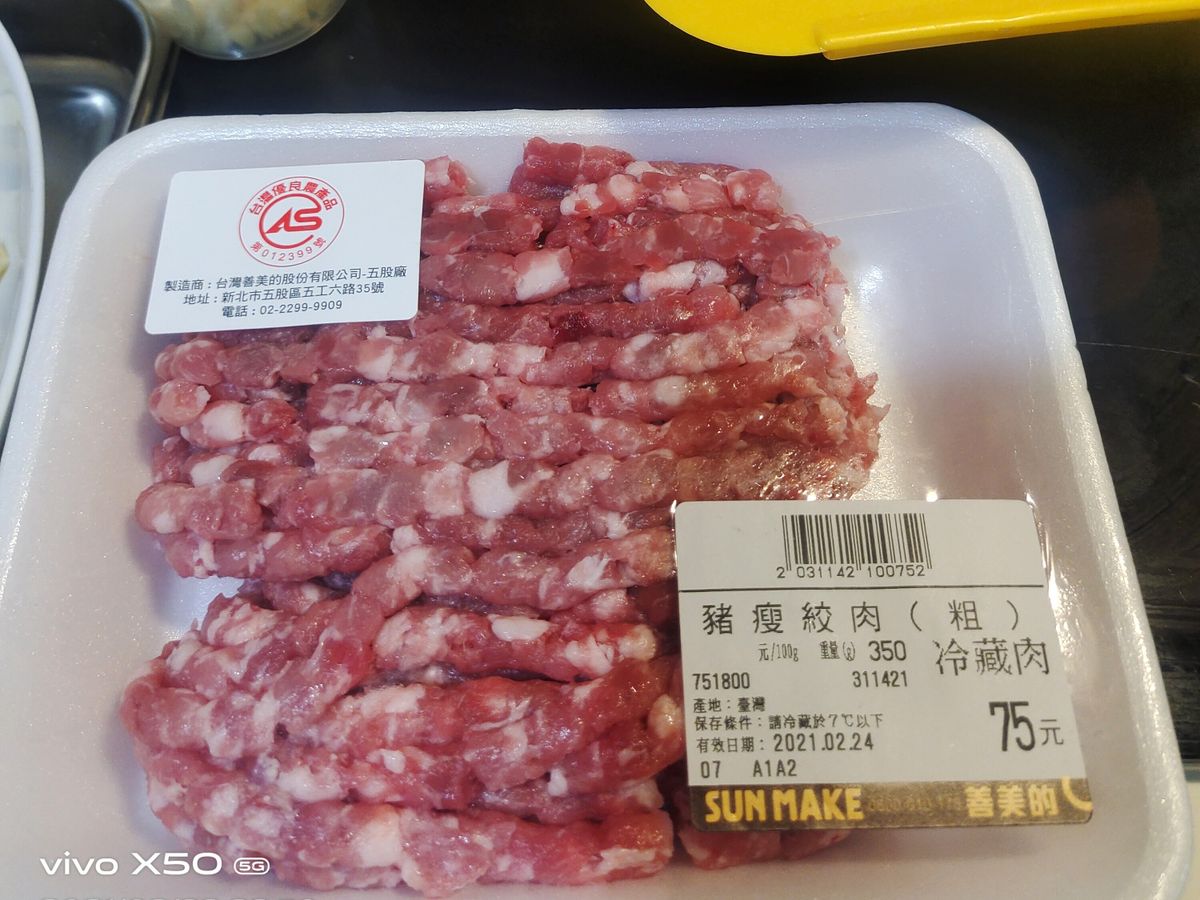 台灣優良農產品
CAS
第012399號
製造商：台灣善美的股份有限公司-五股廠
地址：新北市五股區五工六路35號
電話：02-2299-9909
2 031142 100752
豬瘦絞肉（粗）
元/100g 重量(g) 350 冷藏肉
751800 311421
產地：臺灣
保存條件：請冷藏於7℃以下
有效日期：2021.02.24 75元
07 A1A2
SUN MAKE 善美的
vivo X50 5G